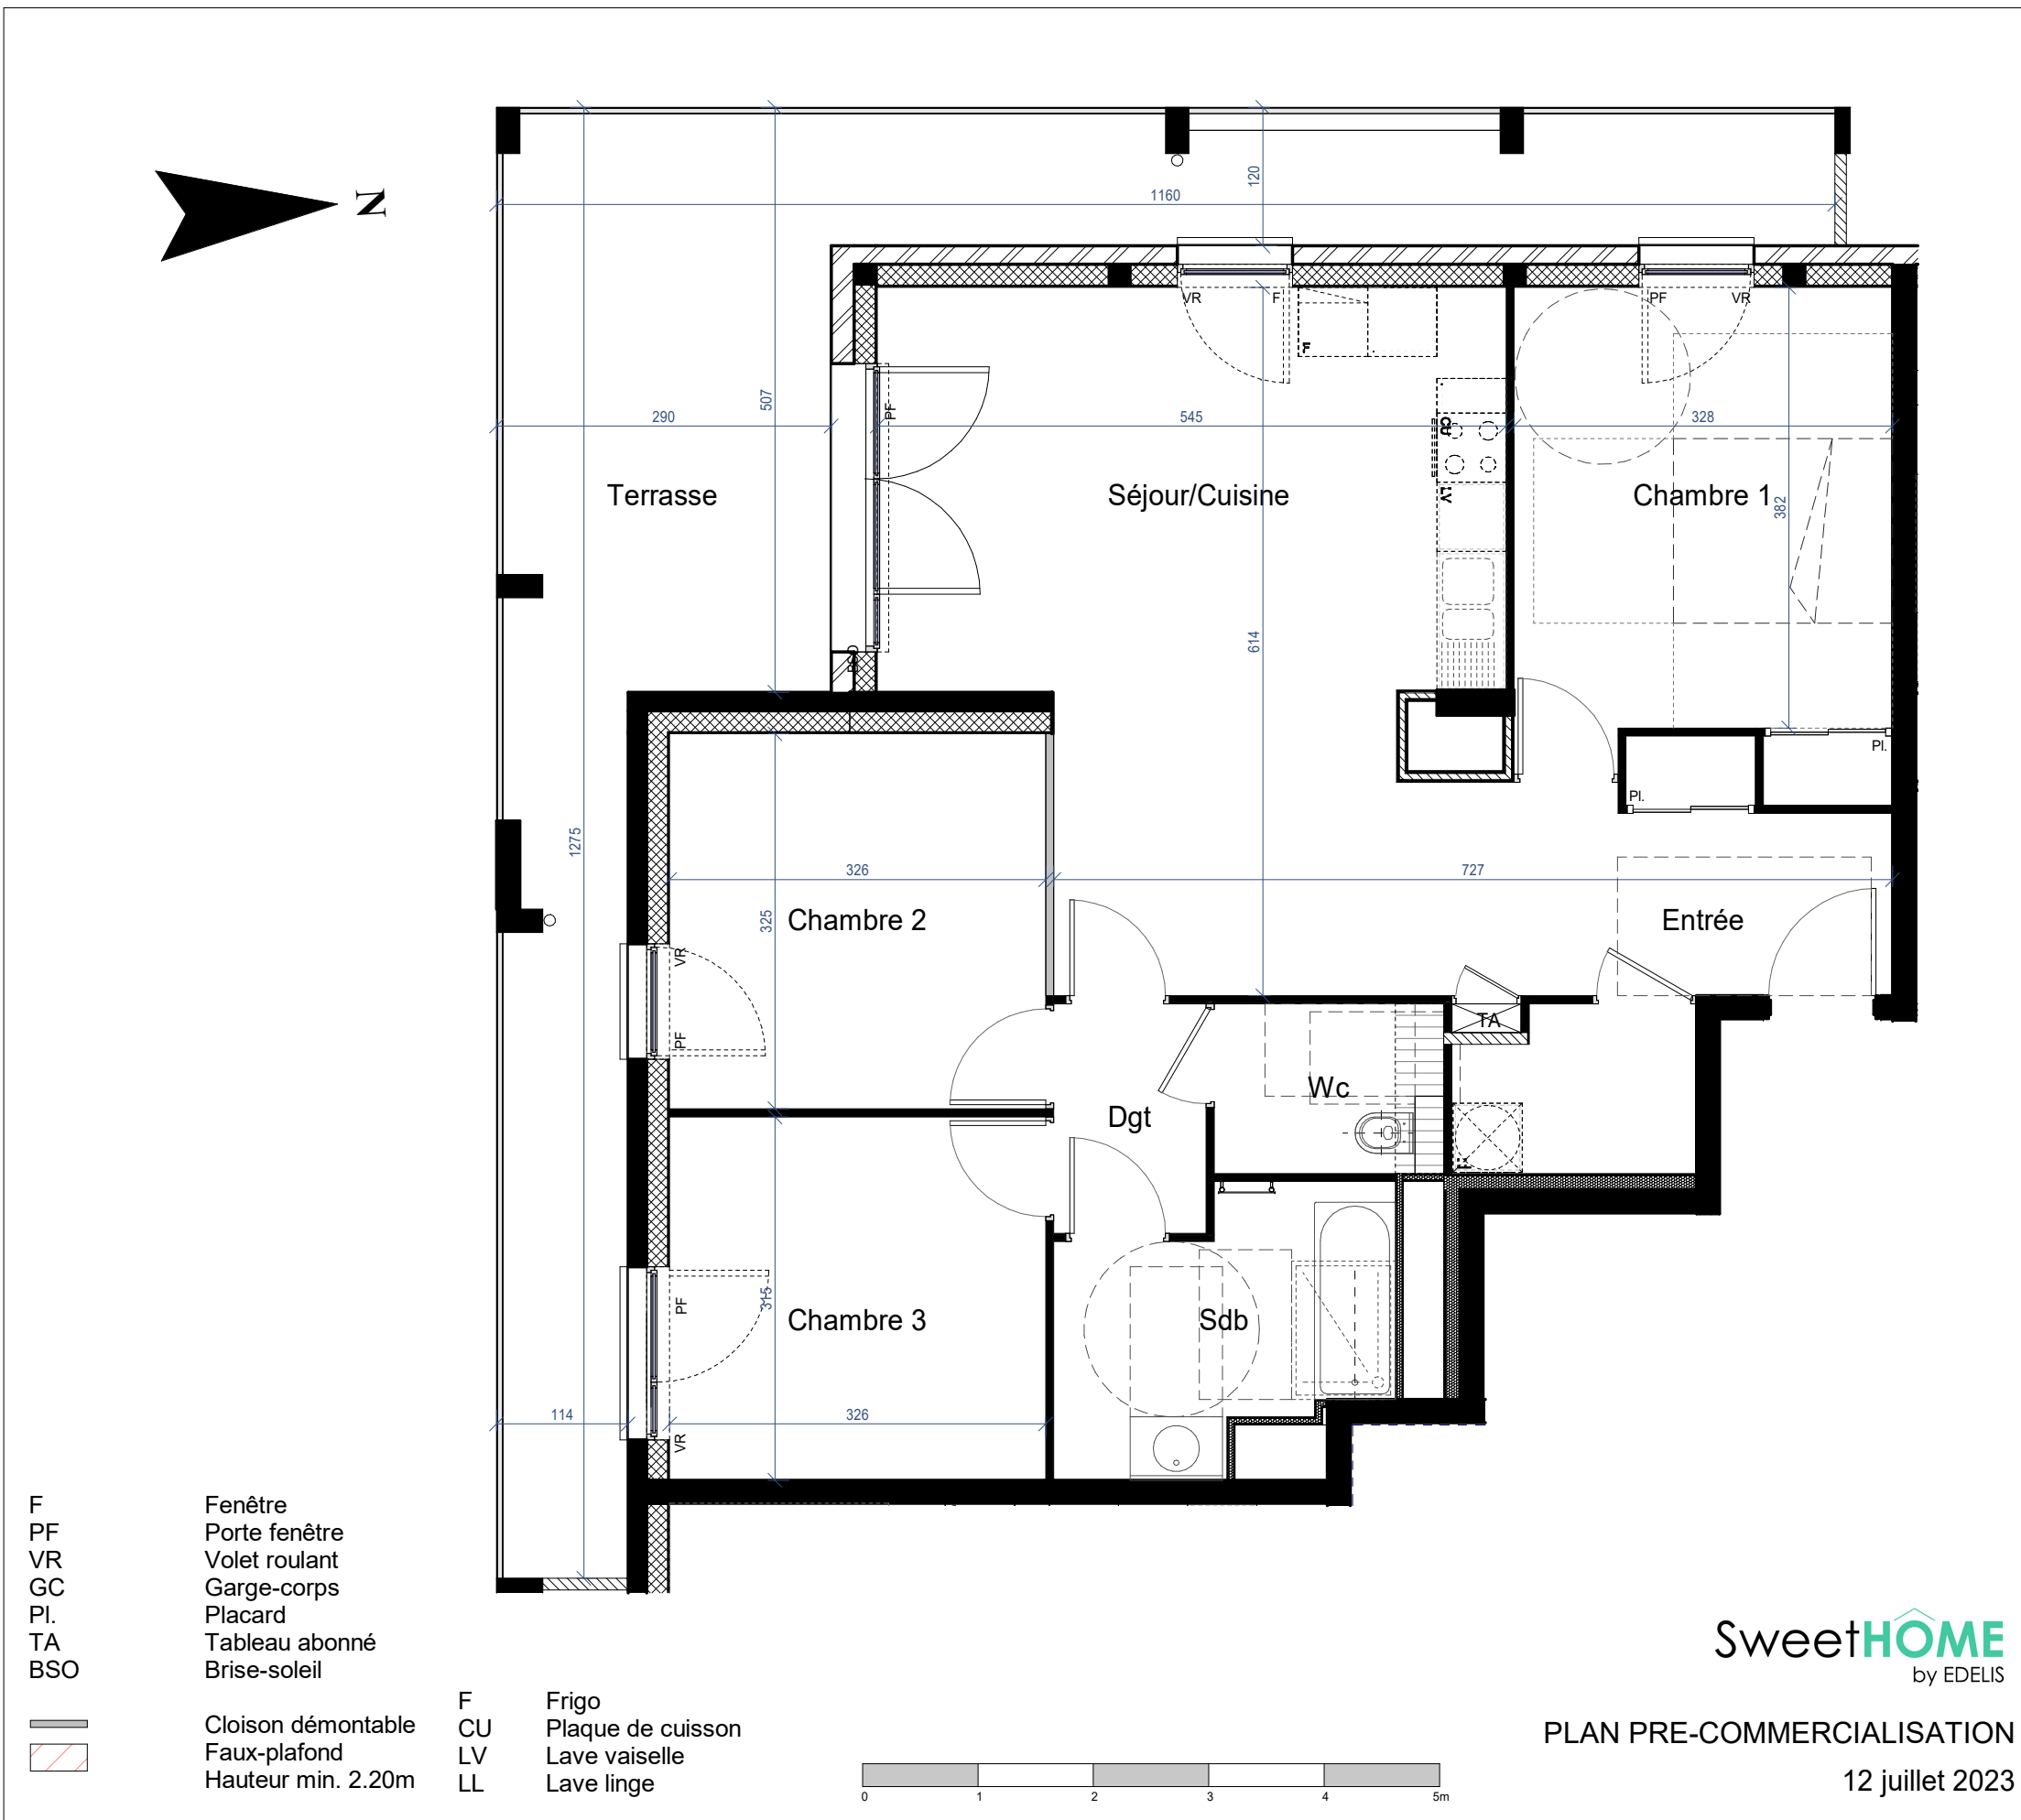 N
120
1160
VR F
PF VR
F
507
290
PF
545
CU
328
Terrasse
Séjour/Cuisine
Chambre 1
LV
382
614
BSO
Pl.
Pl.
1275
326
727
Chambre 2
325
Entrée
VR
PF
TA
Wc
Dgt
LL
PF
315
Chambre 3
Sdb
114
326
VR
F Fenêtre
PF Porte fenêtre
VR Volet roulant
GC Garge-corps
Pl. Placard
TA Tableau abonné
BSO Brise-soleil
Cloison démontable
Faux-plafond
Hauteur min. 2.20m
F Frigo
CU Plaque de cuisson
LV Lave vaiselle
LL Lave linge
0 1 2 3 4 5m
SweetHOME
by EDELIS
PLAN PRE-COMMERCIALISATION
12 juillet 2023